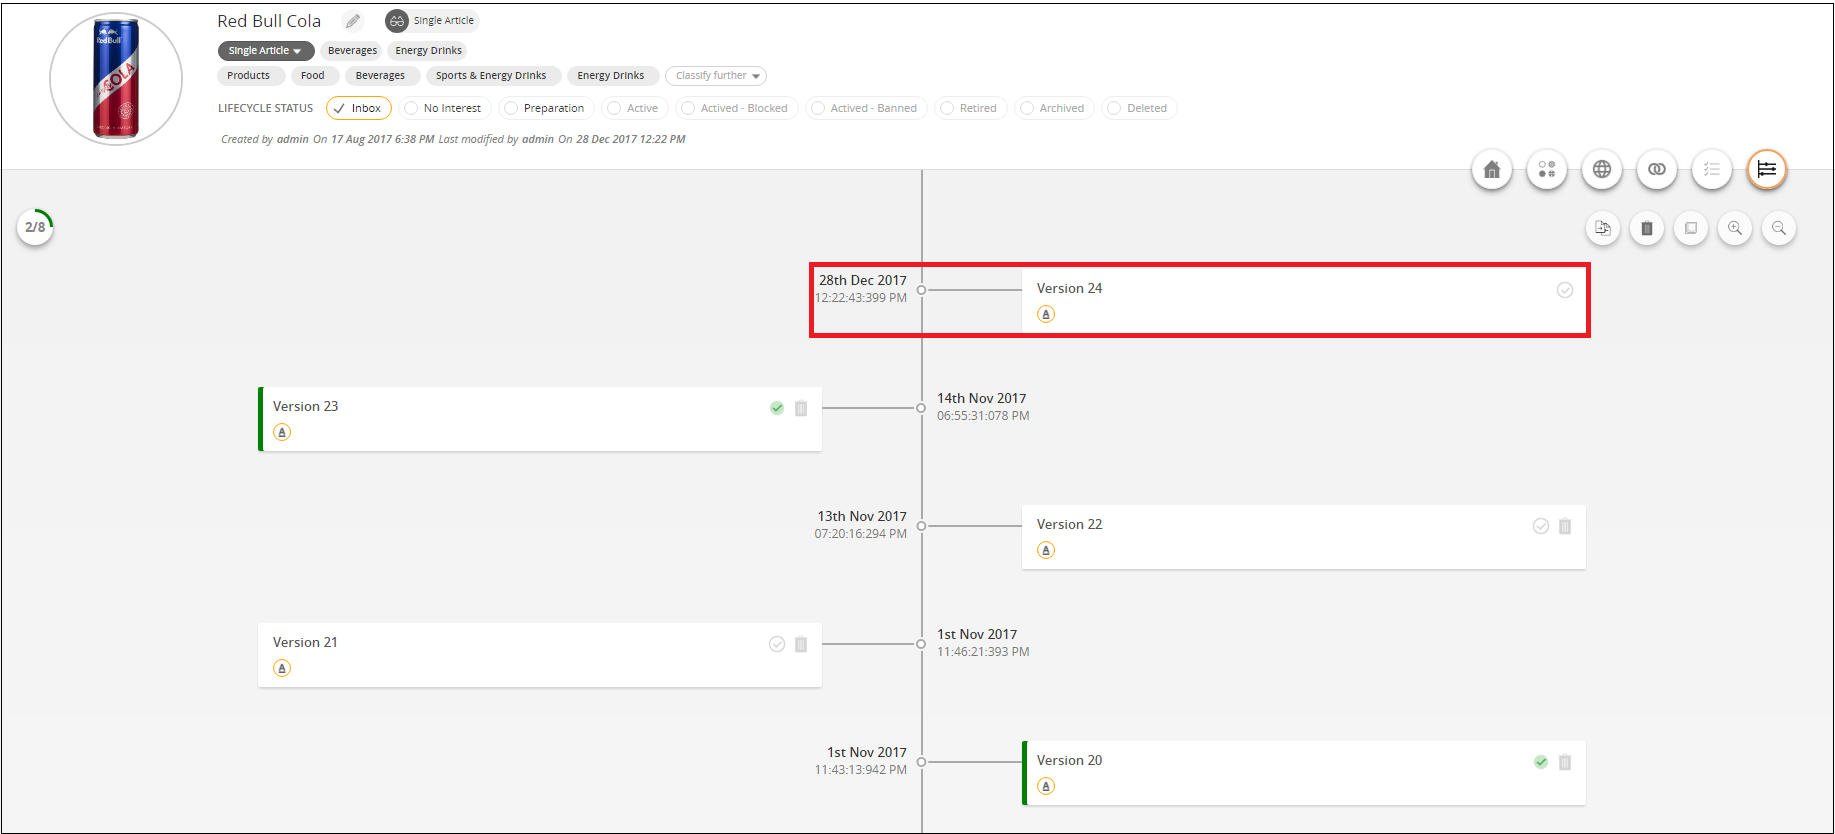 Red Bull Cola
Single Article
Single Article
Beverages
Energy Drinks
Products
Food
Beverages
Sports & Energy Drinks
Energy Drinks
Classify further
LIFECYCLE STATUS
Inbox
No Interest
Preparation
Active
Actived - Blocked
Actived - Banned
Retired
Archived
Deleted
Created by admin On 17 Aug 2017 6:38 PM Last modified by admin On 28 Dec 2017 12:22 PM
Red Bull
COLA
2/8
28th Dec 2017
12:22:43:399 PM
Version 24
A
Version 23
A
14th Nov 2017
06:55:31:078 PM
13th Nov 2017
07:20:16:294 PM
Version 22
A
Version 21
A
1st Nov 2017
11:46:21:393 PM
1st Nov 2017
11:43:13:942 PM
Version 20
A